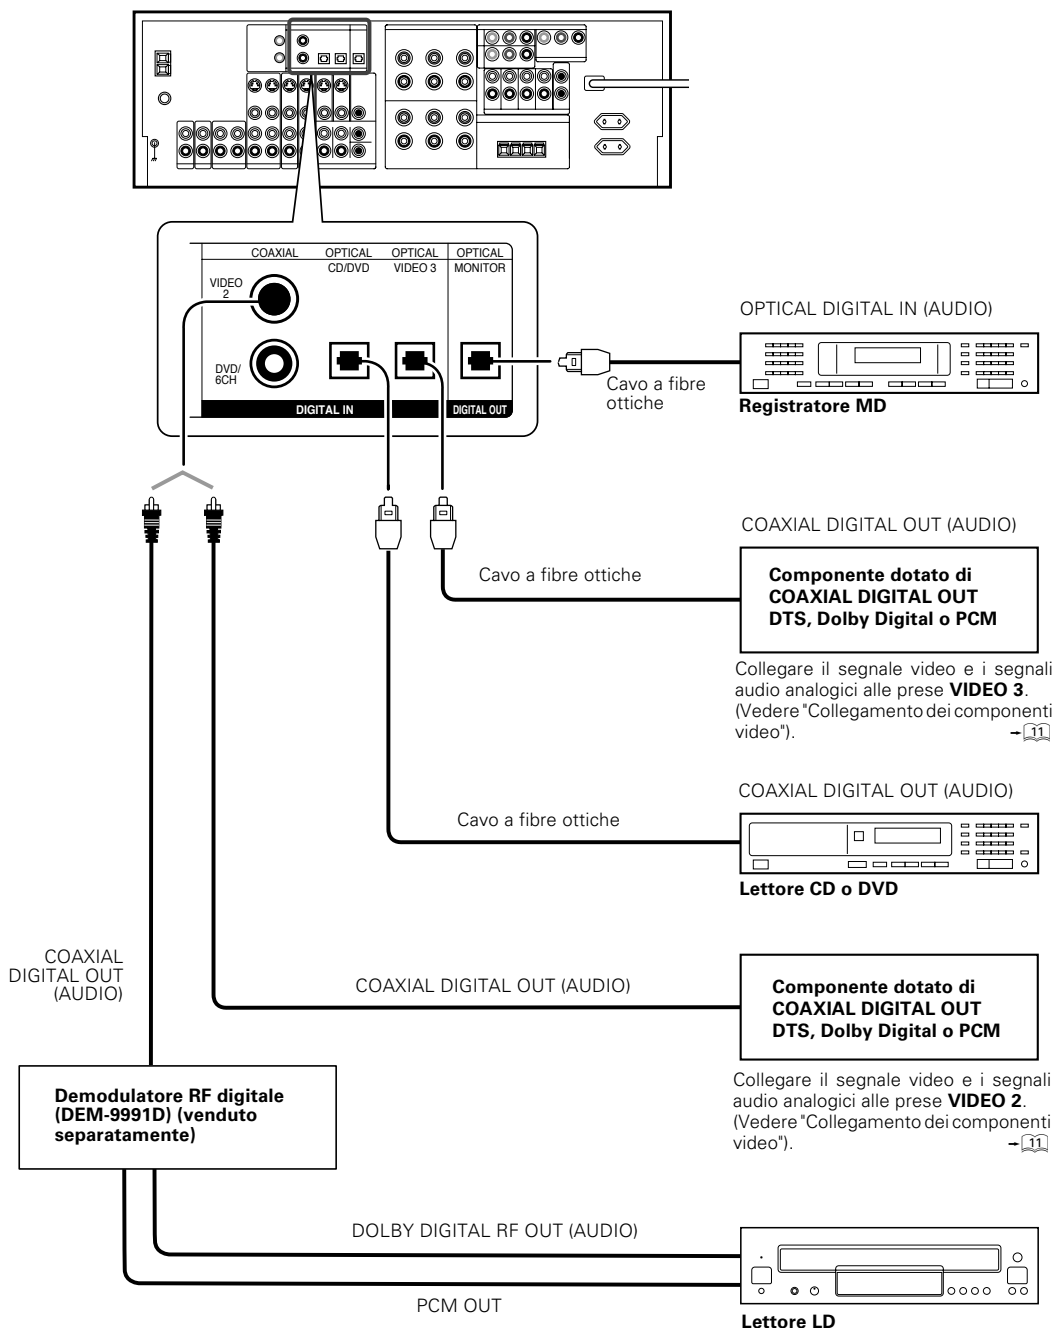 COAXIAL OPTICAL OPTICAL OPTICAL
CD/DVD VIDEO 3 MONITOR
VIDEO
2
DVD/
6CH
DIGITAL IN DIGITAL OUT
OPTICAL DIGITAL IN (AUDIO)
Cavo a fibre
ottiche
Registratore MD
COAXIAL DIGITAL OUT (AUDIO)
Cavo a fibre ottiche
Componente dotato di
COAXIAL DIGITAL OUT
DTS, Dolby Digital o PCM
Collegare il segnale video e i segnali
audio analogici alle prese VIDEO 3.
(Vedere "Collegamento dei componenti
video"). → 11
COAXIAL DIGITAL OUT (AUDIO)
Cavo a fibre ottiche
Lettore CD o DVD
COAXIAL
DIGITAL OUT
(AUDIO)
COAXIAL DIGITAL OUT (AUDIO)
Componente dotato di
COAXIAL DIGITAL OUT
DTS, Dolby Digital o PCM
Collegare il segnale video e i segnali
audio analogici alle prese VIDEO 2.
(Vedere "Collegamento dei componenti
video"). → 11
Demodulatore RF digitale
(DEM-9991D) (venduto
separatamente)
DOLBY DIGITAL RF OUT (AUDIO)
PCM OUT
Lettore LD